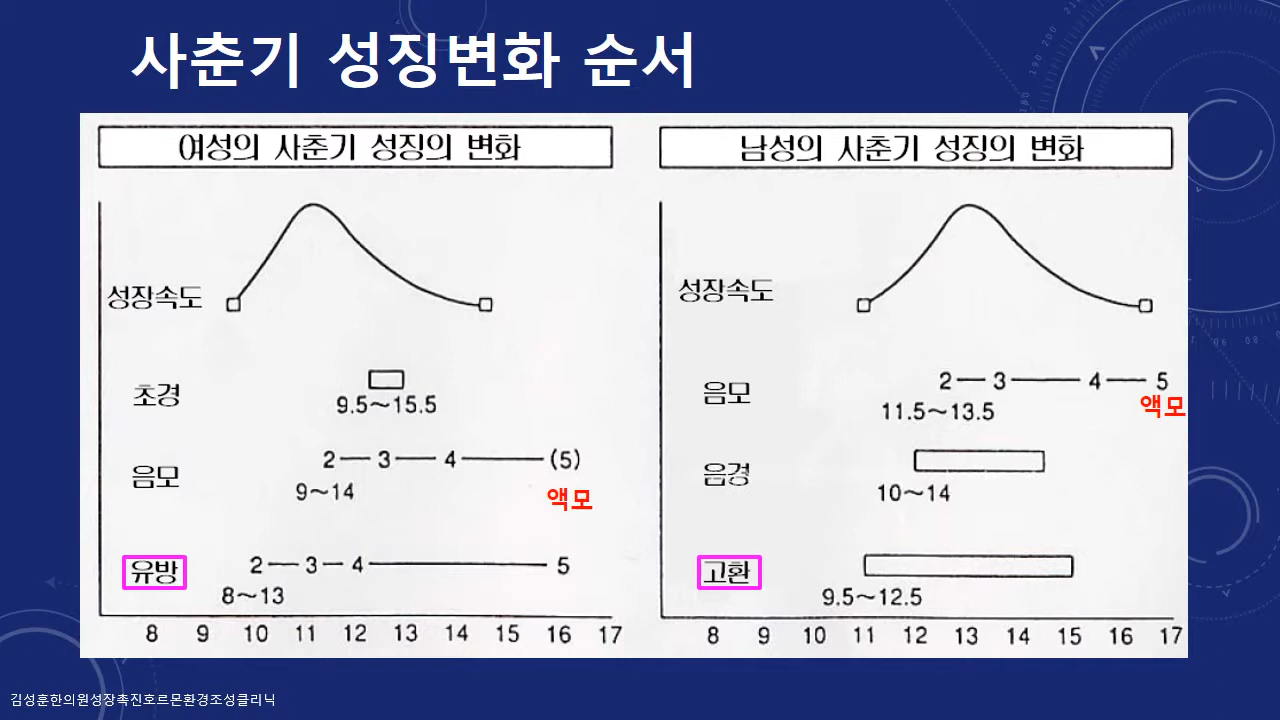 사춘기 성징변화 순서
여성의 사춘기 성징의 변화
성장속도
초경
9.5~15.5
음모
2 3 4 (5)
9~14
액모
유방
2 3 4 5
8~13
8 9 10 11 12 13 14 15 16 17
남성의 사춘기 성징의 변화
성장속도
음모
2 3 4 5
11.5~13.5
액모
음경
10~14
고환
9.5~12.5
8 9 10 11 12 13 14 15 16 17
김성훈한의원성장촉진호르몬환경조성클리닉